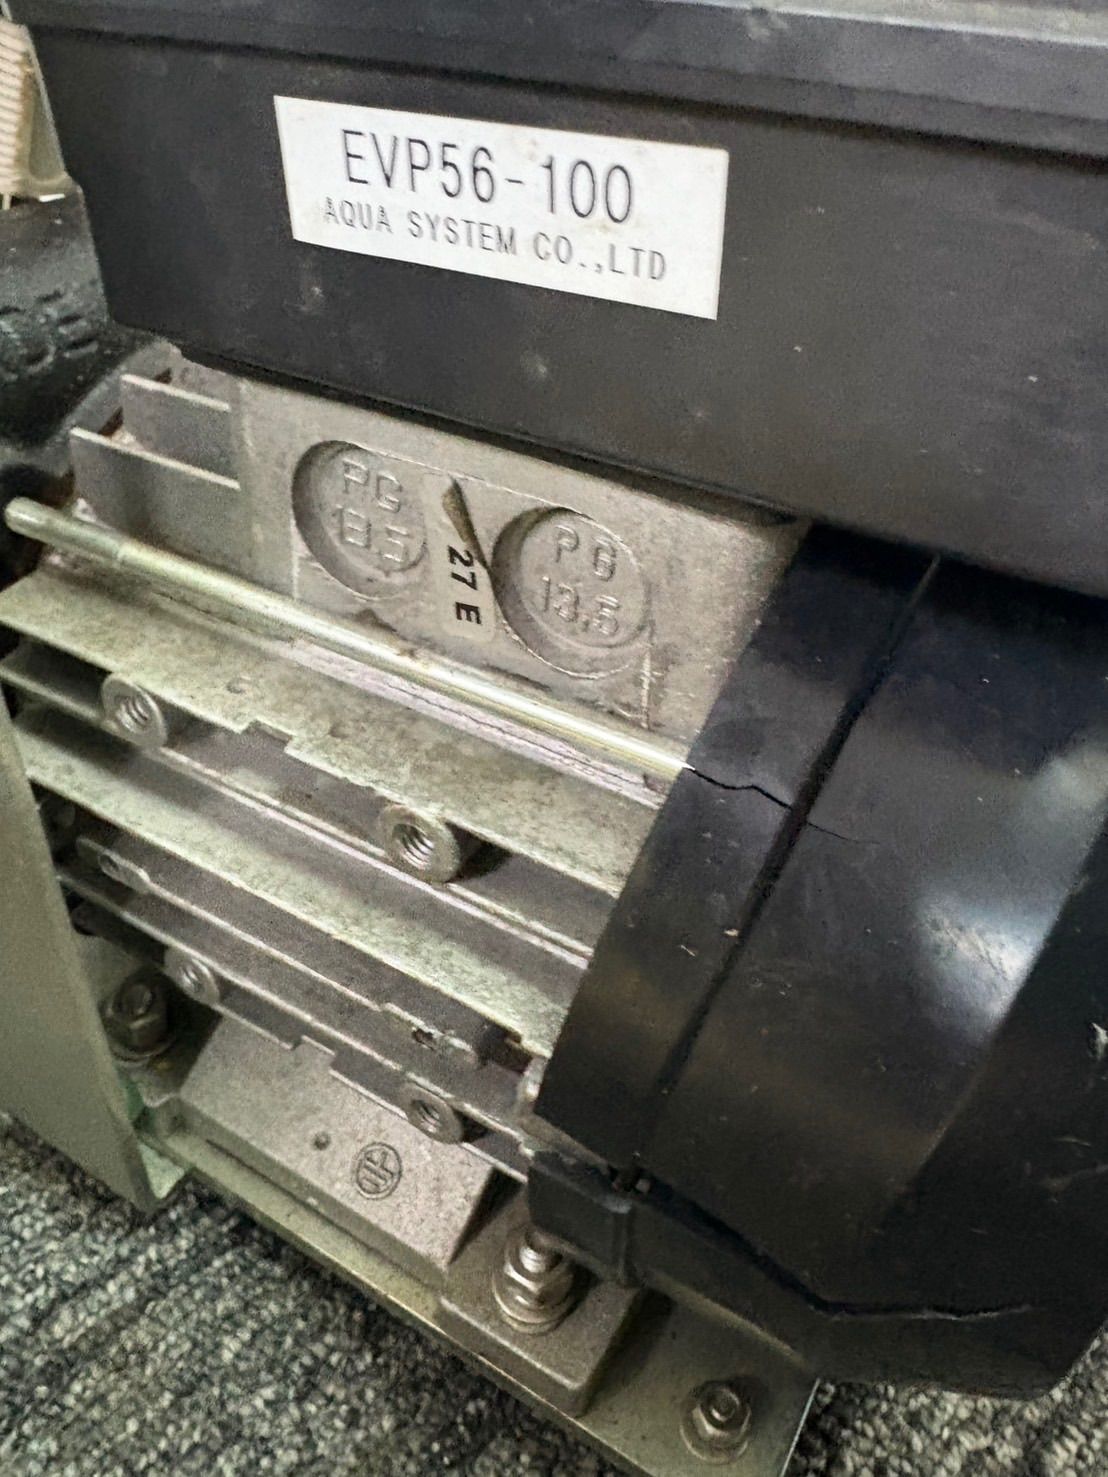 EVP56-100
AQUA SYSTEM CO.,LTD
PG
13.5
27 E
PG
13.5